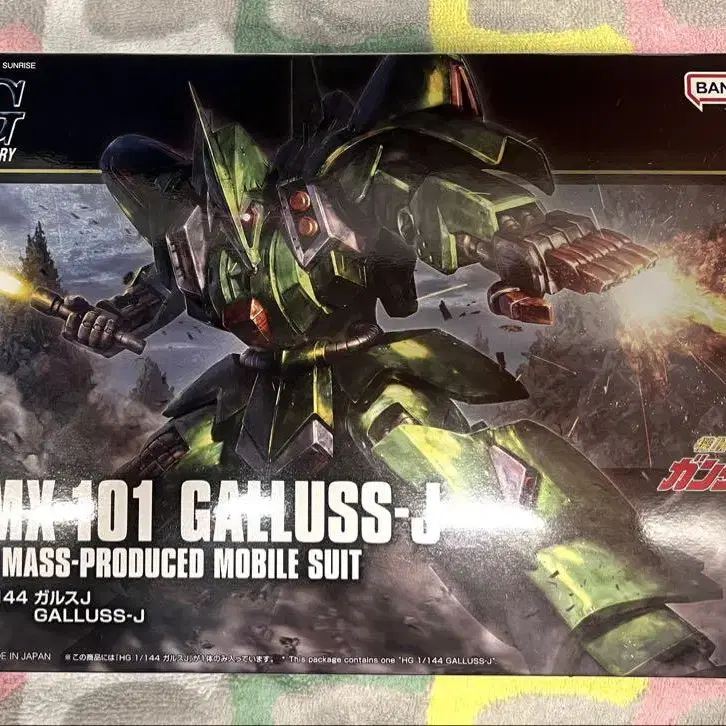 SUNRISE
BAN
MX-101 GALLUSS-J
MASS-PRODUCED MOBILE SUIT
144 ガルスJ
GALLUSS-J
DE IN JAPAN
※この商品には「HG 1/144 ガルスJ」が1体のみ入っています。 * This package contains one "HG 1/144 GALLUSS-J".